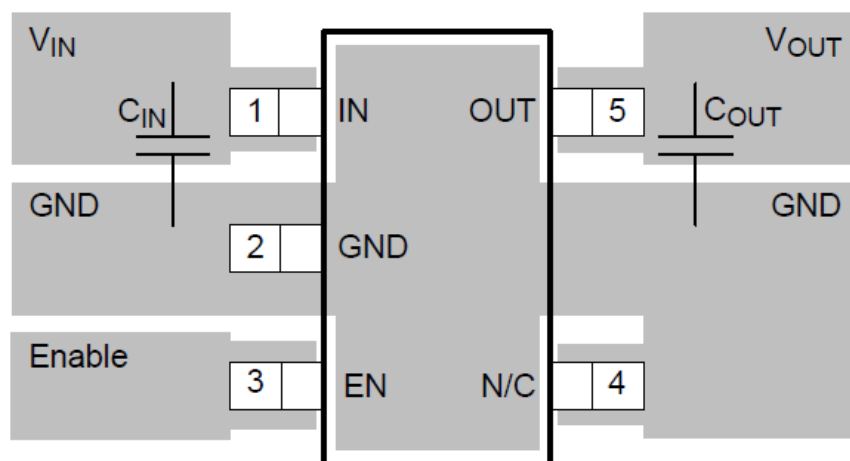 VIN
VOUT
CIN
1
IN
OUT
5
COUT
GND
GND
2
GND
Enable
3
EN
N/C
4